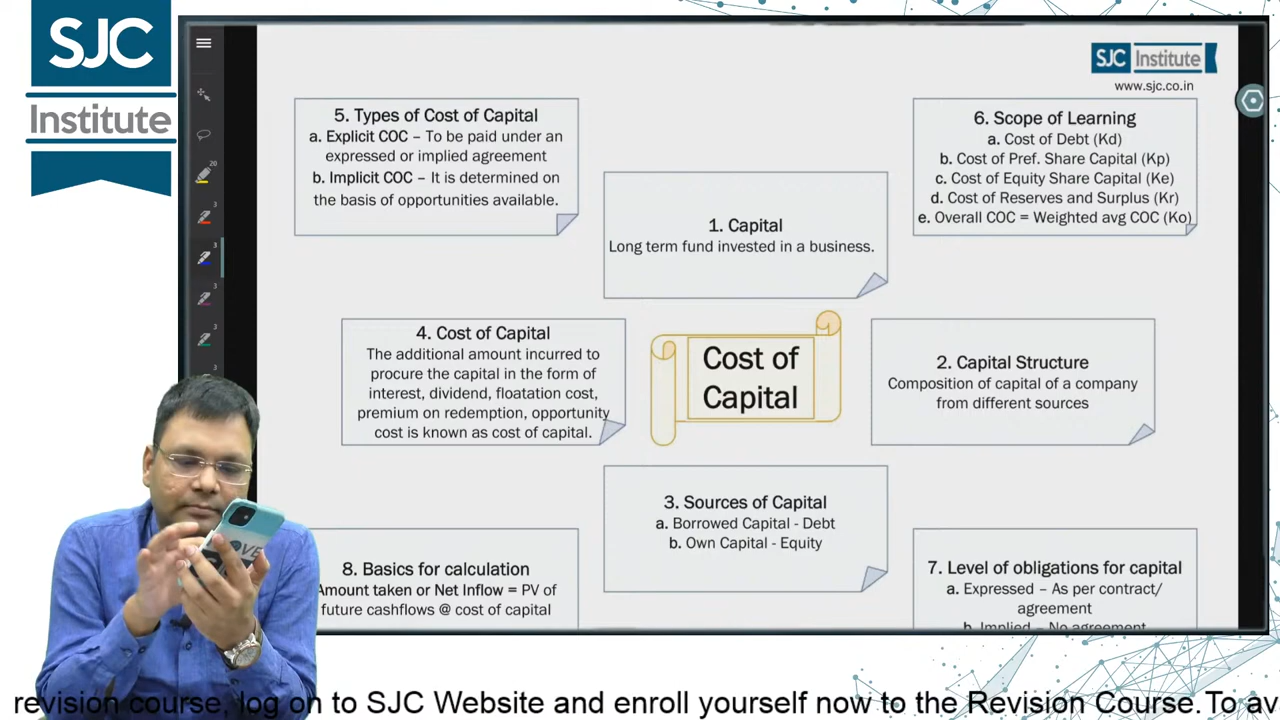 SJC
Institute
SJC Institute
www.sjc.co.in
5. Types of Cost of Capital
a. Explicit COC – To be paid under an
expressed or implied agreement
b. Implicit COC – It is determined on
the basis of opportunities available.
6. Scope of Learning
a. Cost of Debt (Kd)
b. Cost of Pref. Share Capital (Kp)
c. Cost of Equity Share Capital (Ke)
d. Cost of Reserves and Surplus (Kr)
e. Overall COC = Weighted avg COC (Ko)
1. Capital
Long term fund invested in a business.
4. Cost of Capital
The additional amount incurred to
procure the capital in the form of
interest, dividend, floatation cost,
premium on redemption, opportunity
cost is known as cost of capital.
Cost of
Capital
2. Capital Structure
Composition of capital of a company
from different sources
3. Sources of Capital
a. Borrowed Capital - Debt
b. Own Capital - Equity
8. Basics for calculation
Amount taken or Net Inflow = PV of
future cashflows @ cost of capital
7. Level of obligations for capital
a. Expressed – As per contract/
agreement
b. Implied – No agreement
20
3
3
3
3
revision course, log on to SJC Website and enroll yourself now to the Revision Course. To av